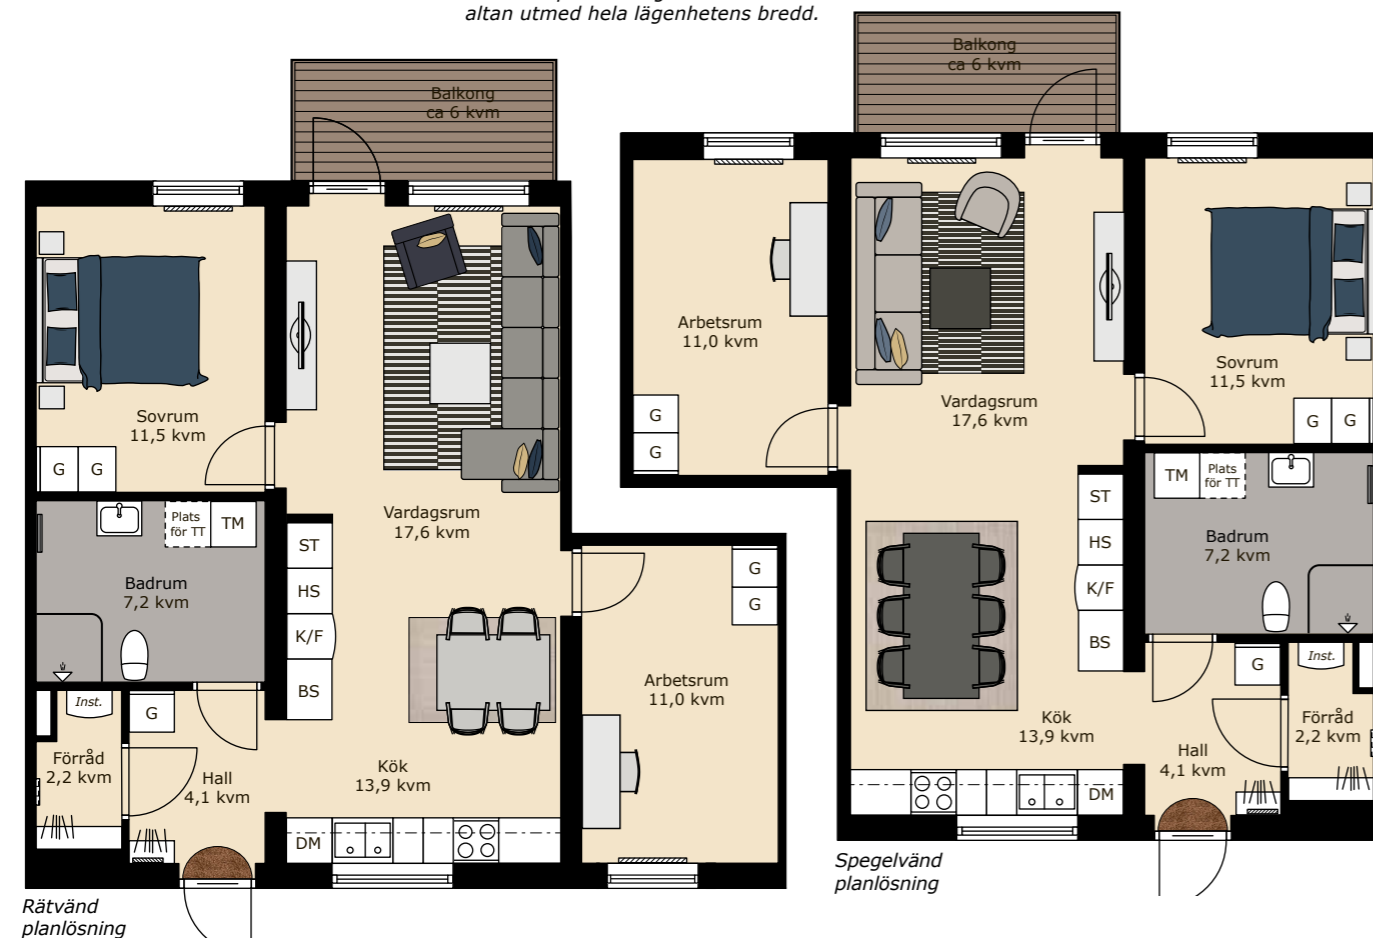 altan utmed hela lägenhetens bredd.
Balkong
ca 6 kvm
Sovrum
11,5 kvm
G
G
Vardagsrum
17,6 kvm
Plats
för TT
TM
Badrum
7,2 kvm
ST
HS
K/F
BS
G
G
Arbetsrum
11,0 kvm
Inst.
G
Förråd
2,2 kvm
Hall
4,1 kvm
Kök
13,9 kvm
DM
Rätvänd
planlösning
Balkong
ca 6 kvm
Arbetsrum
11,0 kvm
G
G
Vardagsrum
17,6 kvm
Sovrum
11,5 kvm
G
G
TM
Plats
för TT
Badrum
7,2 kvm
ST
HS
K/F
BS
G
Inst.
Förråd
2,2 kvm
Hall
4,1 kvm
Kök
13,9 kvm
DM
Spegelvänd
planlösning